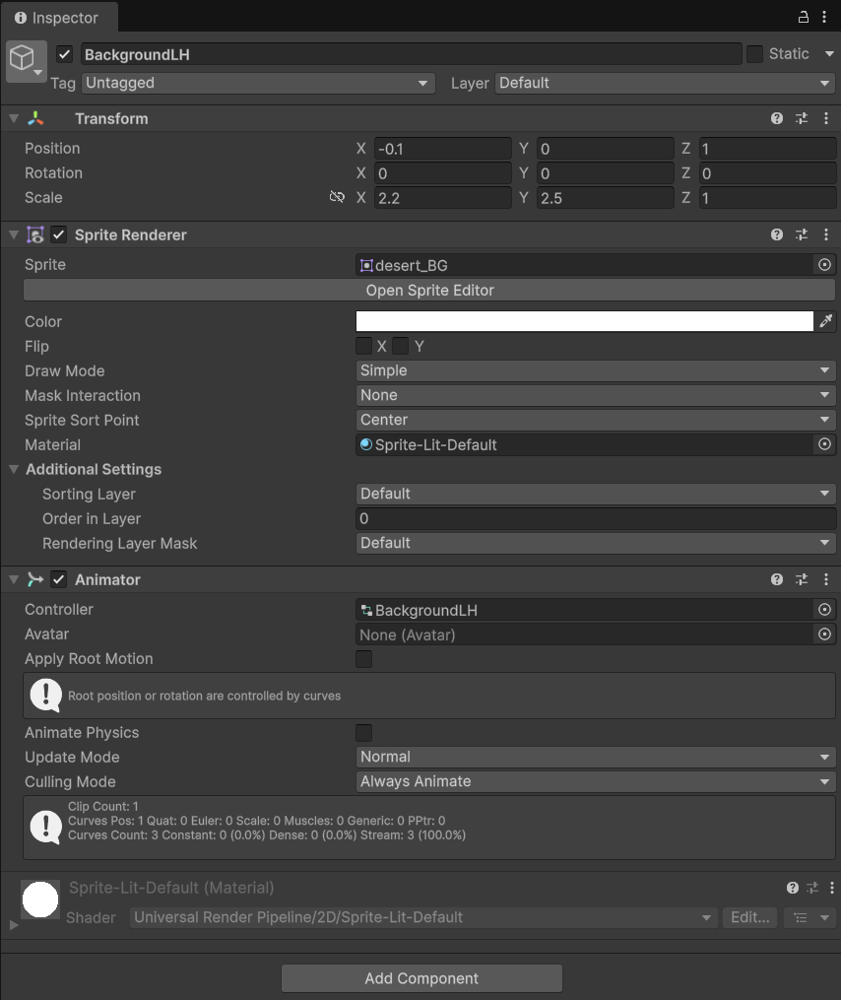 Inspector
BackgroundLH
Static
Tag Untagged Layer Default
Transform
Position X -0.1 Y 0 Z 1
Rotation X 0 Y 0 Z 0
Scale X 2.2 Y 2.5 Z 1
Sprite Renderer
Sprite desert_BG
Open Sprite Editor
Color
Flip X Y
Draw Mode Simple
Mask Interaction None
Sprite Sort Point Center
Material Sprite-Lit-Default
Additional Settings
Sorting Layer Default
Order in Layer 0
Rendering Layer Mask Default
Animator
Controller BackgroundLH
Avatar None (Avatar)
Apply Root Motion
Root position or rotation are controlled by curves
Animate Physics
Update Mode Normal
Culling Mode Always Animate
Clip Count: 1
Curves Pos: 1 Quat: 0 Euler: 0 Scale: 0 Muscles: 0 Generic: 0 PPtr: 0
Curves Count: 3 Constant: 0 (0.0%) Dense: 0 (0.0%) Stream: 3 (100.0%)
Sprite-Lit-Default (Material)
Shader Universal Render Pipeline/2D/Sprite-Lit-Default Edit...
Add Component